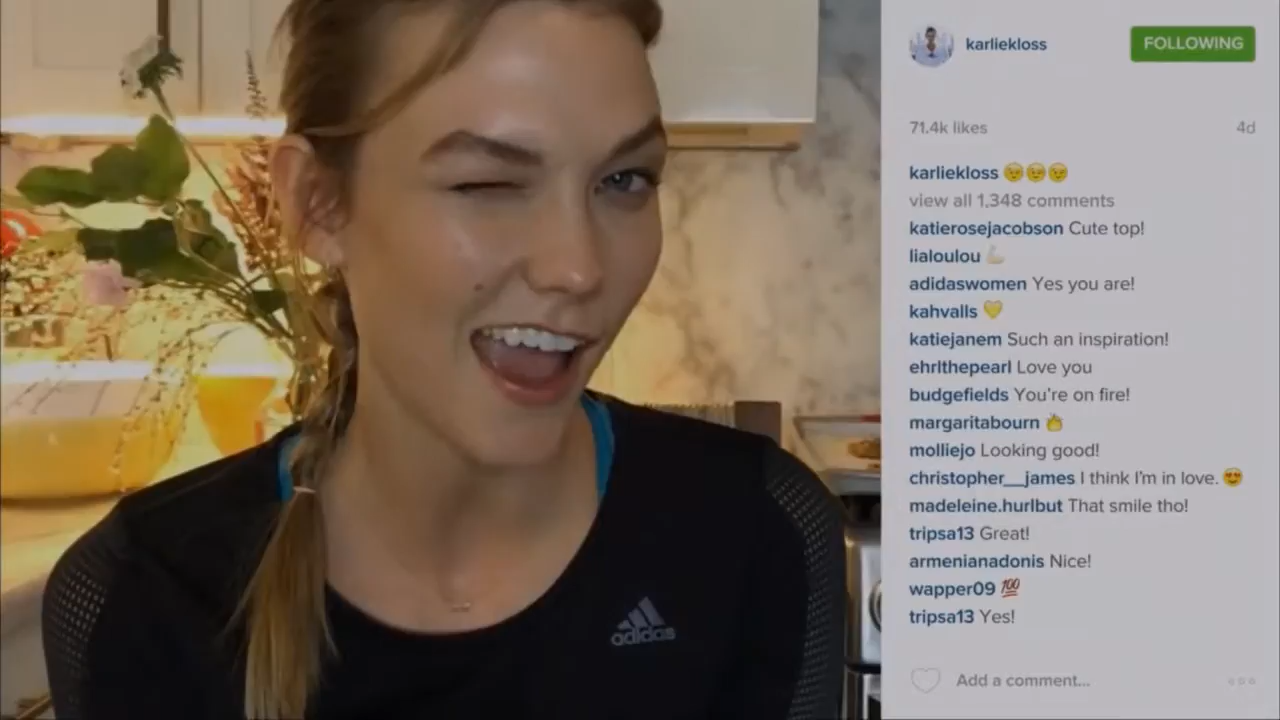 karliekloss
FOLLOWING
71.4k likes
4d
karliekloss 😉😉😉
view all 1,348 comments
katierosejacobson Cute top!
lialoulou 💪🏻
adidaswomen Yes you are!
kahvalls 💛
katiejanem Such an inspiration!
ehrlthepearl Love you
budgefields You're on fire!
margaritabourn 👏
molliejo Looking good!
christopher__james I think I'm in love. 😍
madeleine.hurlbut That smile tho!
tripsa13 Great!
armenianadonis Nice!
wapper09 💯
tripsa13 Yes!
Add a comment...
adidas